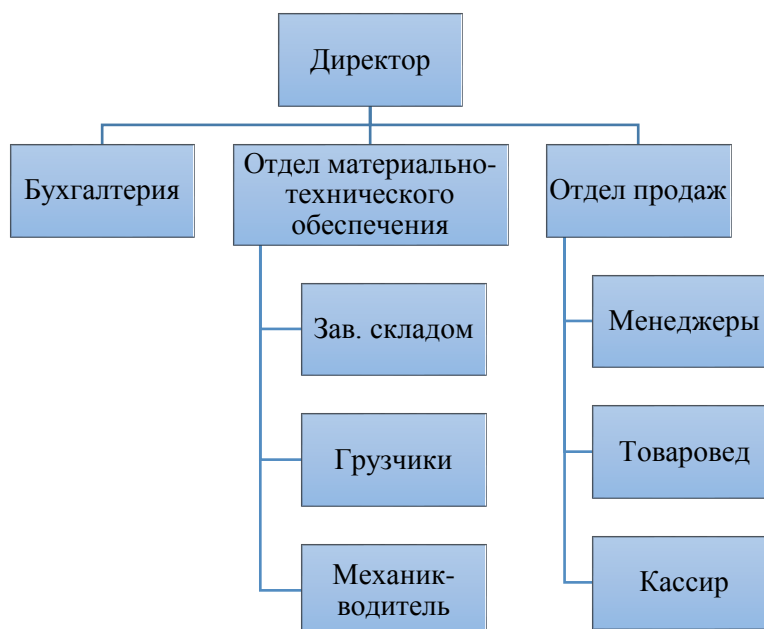 Директор
Бухгалтерия
Отдел материально-
технического
обеспечения
Отдел продаж
Зав. складом
Грузчики
Механик-
водитель
Менеджеры
Товаровед
Кассир